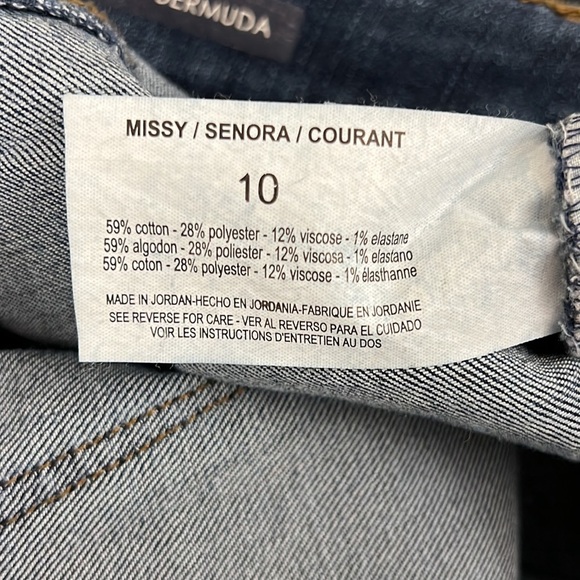 BERMUDA
MISSY / SENORA / COURANT
10
59% cotton - 28% polyester - 12% viscose - 1% elastane
59% algodon - 28% poliester - 12% viscosa - 1% elastano
59% coton - 28% polyester - 12% viscose - 1% élasthanne
MADE IN JORDAN-HECHO EN JORDANIA-FABRIQUE EN JORDANIE
SEE REVERSE FOR CARE - VER AL REVERSO PARA EL CUIDADO
VOIR LES INSTRUCTIONS D'ENTRETIEN AU DOS